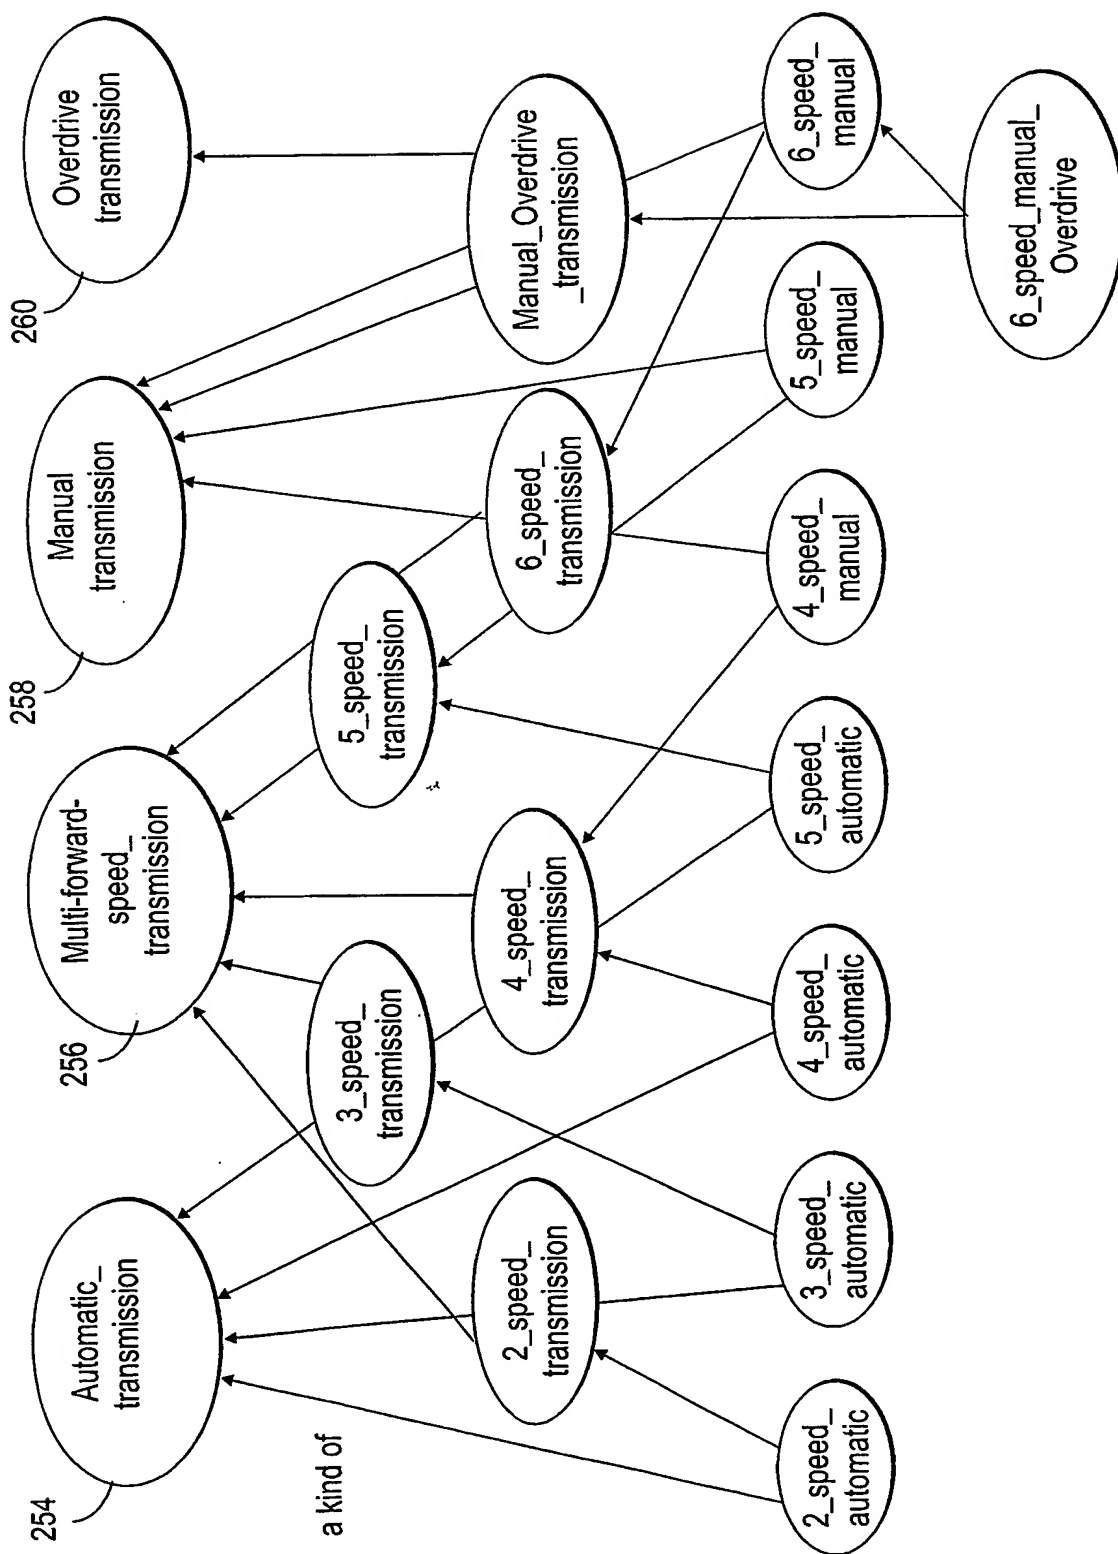 254
Automatic_
transmission
256
Multi-forward-
speed_
transmission
258
Manual
transmission
260
Overdrive
transmission
a kind of
3_speed_
transmission
5_speed_
transmission
2_speed_
transmission
4_speed_
transmission
6_speed_
transmission
Manual_Overdrive
_transmission
2_speed_
automatic
3_speed_
automatic
4_speed_
automatic
5_speed_
automatic
4_speed_
manual
5_speed_
manual
6_speed_
manual
6_speed_manual_
Overdrive